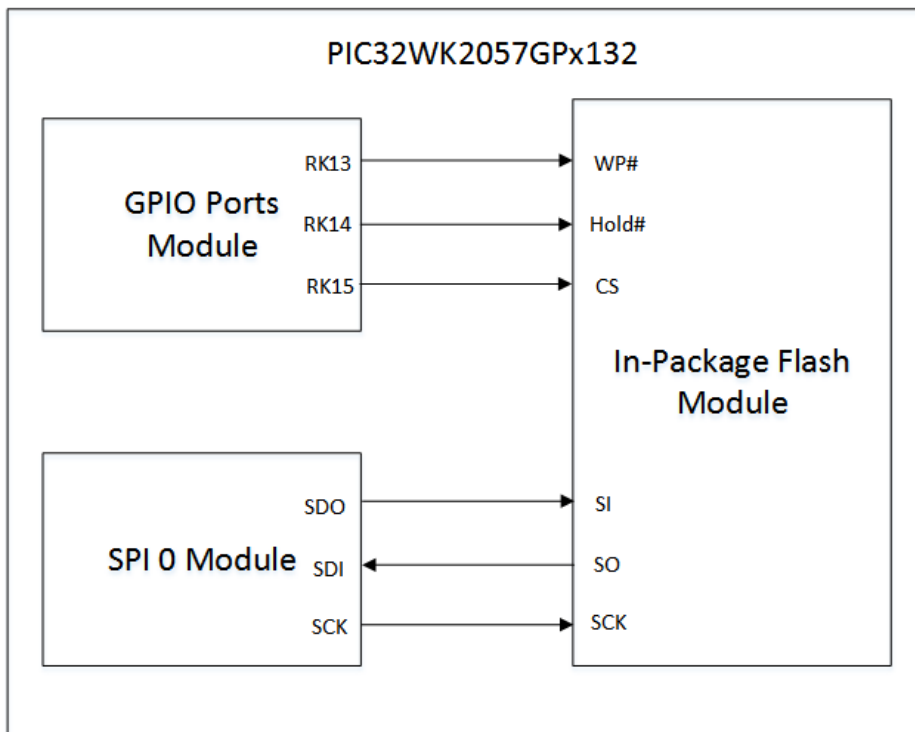 PIC32WK2057GPx132
GPIO Ports
Module
RK13
RK14
RK15
WP#
Hold#
CS
In-Package Flash
Module
SPI 0 Module
SDO
SDI
SCK
SI
SO
SCK